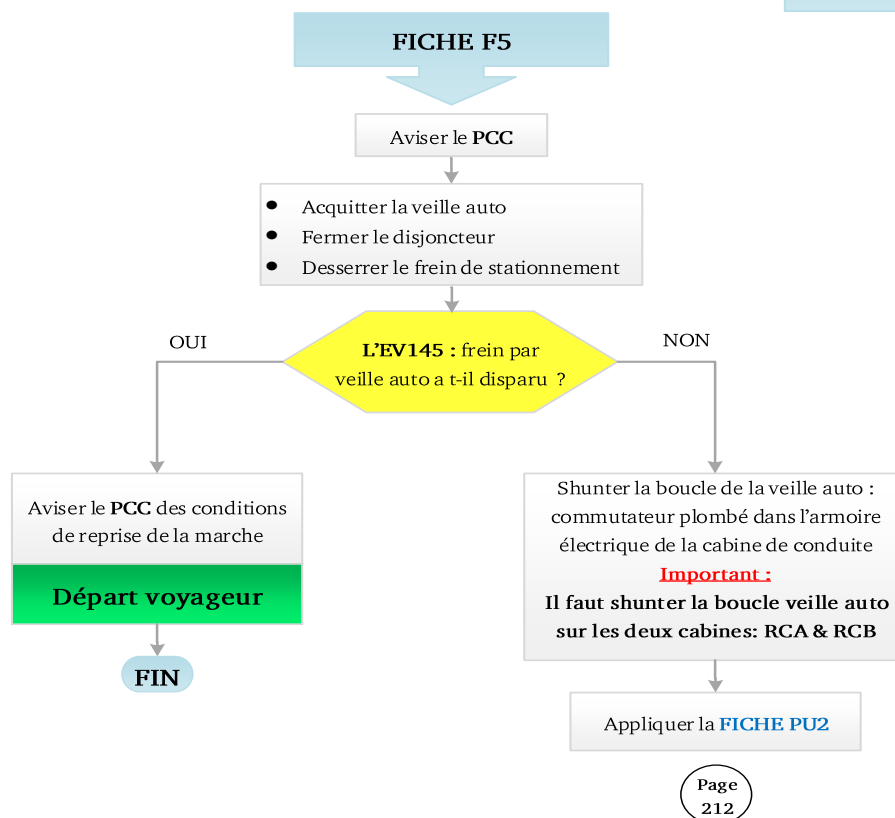 FICHE F5
Aviser le PCC
• Acquitter la veille auto
• Fermer le disjoncteur
• Desserrer le frein de stationnement
OUI
L'EV145 : frein par
veille auto a t-il disparu ?
NON
Aviser le PCC des conditions
de reprise de la marche
Départ voyageur
FIN
Shunter la boucle de la veille auto :
commutateur plombé dans l'armoire
électrique de la cabine de conduite
Important :
Il faut shunter la boucle veille auto
sur les deux cabines: RCA & RCB
Appliquer la FICHE PU2
Page
212